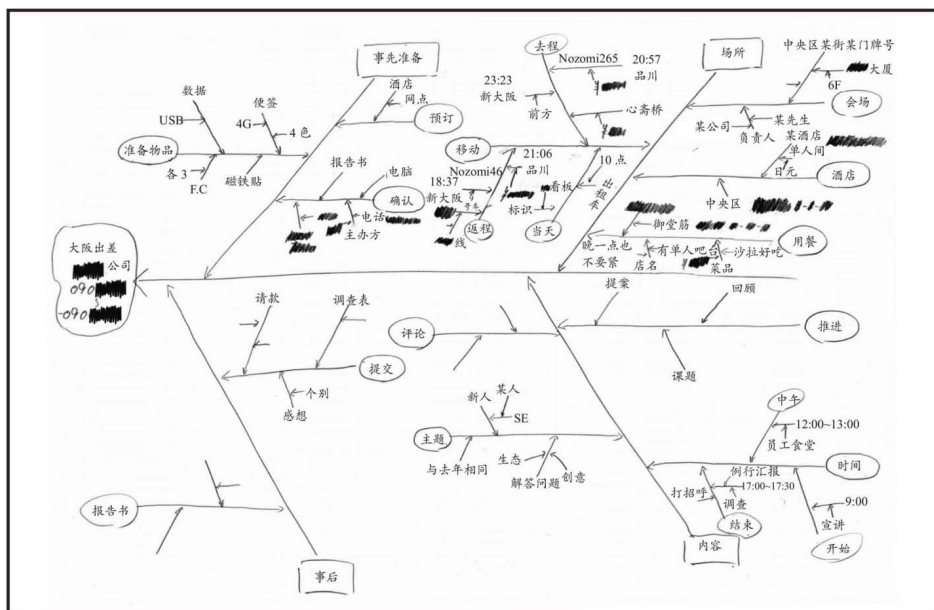 事先准备
酒店
网点
预订
数据
USB
便签
4G
4色
准备物品
各3
F.C
磁铁贴
报告书
电脑
确认
电话
主办方
去程
Nozomi265
20:57
品川
23:23
新大阪
前方
心斋桥
移动
21:06
品川
Nozomi46
18:37
新大阪
号车
线
返程
10点
出租车
看板
标识
当天
场所
中央区某街某门牌号
大厦
6F
会场
某先生
某公司
负责人
某酒店
单人间
日元
酒店
中央区
御堂筋
用餐
晚一点也
不要紧
有单人吧台
店名
沙拉好吃
菜品
大阪出差
公司
090
-090
请款
调查表
提交
个别
感想
报告书
事后
评论
提案
回顾
推进
课题
某人
新人
SE
主题
与去年相同
生态
解答问题
创意
中午
12:00~13:00
员工食堂
时间
例行汇报
17:00~17:30
打招呼
调查
结束
9:00
宣讲
开始
内容